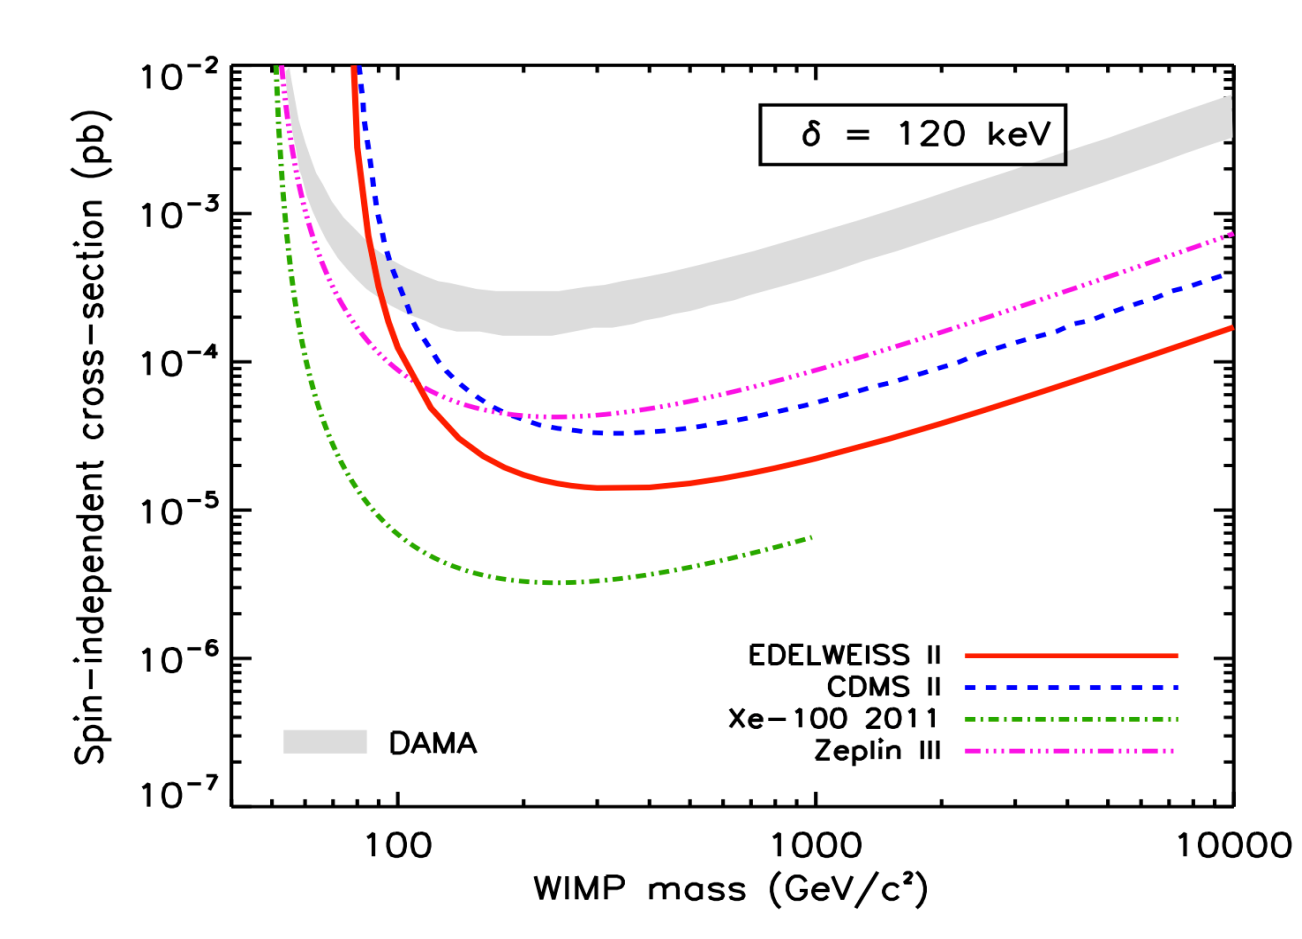 10⁻²
10⁻³
10⁻⁴
10⁻⁵
10⁻⁶
10⁻⁷
Spin-independent cross-section (pb)
δ = 120 keV
EDELWEISS II
CDMS II
Xe-100 2011
Zeplin III
DAMA
100
1000
10000
WIMP mass (GeV/c²)